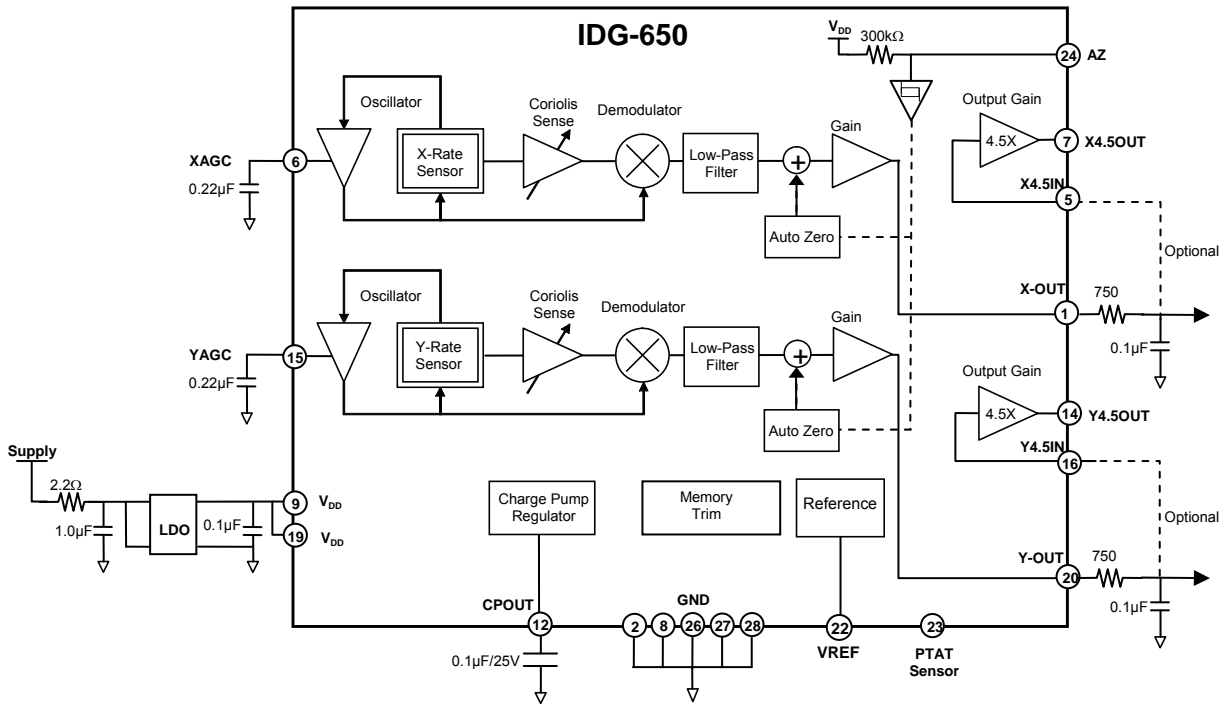 IDG-650
VDD
300kΩ
24
AZ
Oscillator
Coriolis
Sense
Demodulator
Gain
Output Gain
XAGC
6
X-Rate
Sensor
Low-Pass
Filter
+
4.5X
7
X4.5OUT
0.22µF
X4.5IN
5
Auto Zero
Optional
Oscillator
Coriolis
Sense
Demodulator
Gain
X-OUT
1
750
0.1µF
YAGC
15
Y-Rate
Sensor
Low-Pass
Filter
+
0.22µF
Output Gain
4.5X
14
Y4.5OUT
Auto Zero
Y4.5IN
16
Supply
2.2Ω
1.0µF
LDO
0.1µF
9
VDD
19
VDD
Charge Pump
Regulator
Memory
Trim
Reference
Optional
Y-OUT
20
750
0.1µF
CPOUT
12
0.1µF/25V
GND
2
8
26
27
28
22
VREF
23
PTAT
Sensor